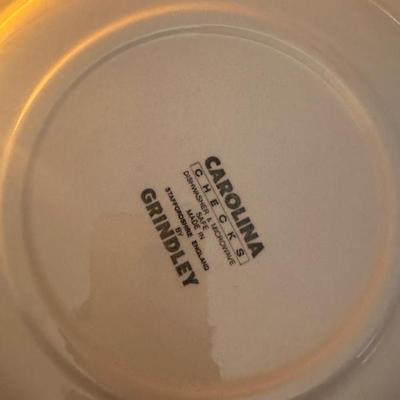 CAROLINA
CHECKS
DISHWASHER & MICROWAVE
SAFE
MADE IN
STAFFORDSHIRE ENGLAND
BY
GRINDLEY